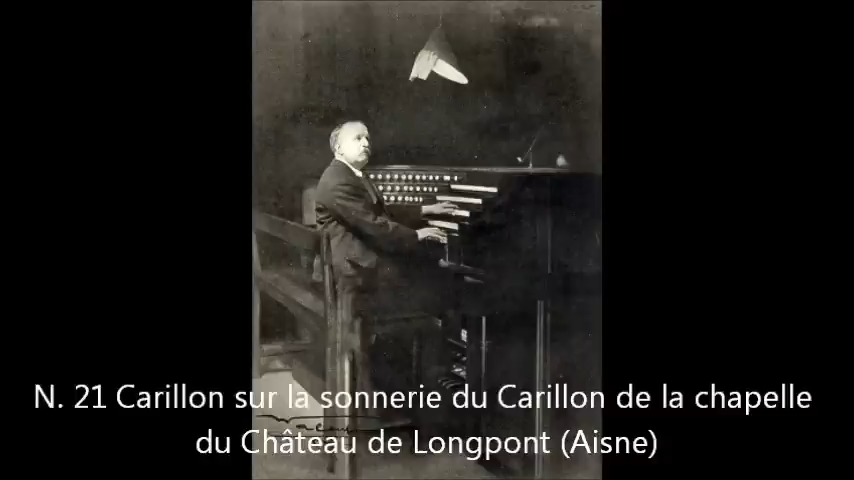 N. 21 Carillon sur la sonnerie du Carillon de la chapelle
du Château de Longpont (Aisne)